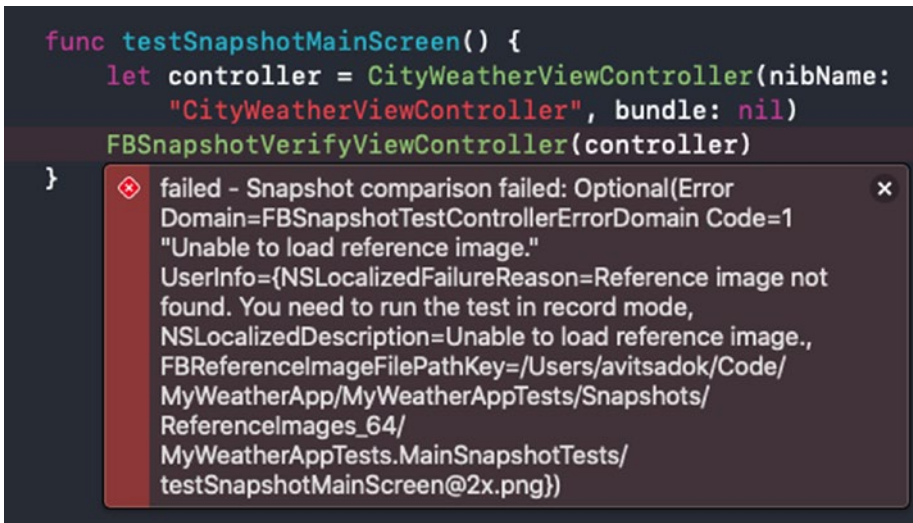 func testSnapshotMainScreen() {
let controller = CityWeatherViewController(nibName:
"CityWeatherViewController", bundle: nil)
FBSnapshotVerifyViewController(controller)
}
failed - Snapshot comparison failed: Optional(Error
Domain=FBSnapshotTestControllerErrorDomain Code=1
"Unable to load reference image."
UserInfo={NSLocalizedFailureReason=Reference image not
found. You need to run the test in record mode,
NSLocalizedDescription=Unable to load reference image.,
FBReferenceImageFilePathKey=/Users/avitsadok/Code/
MyWeatherApp/MyWeatherAppTests/Snapshots/
ReferenceImages_64/
MyWeatherAppTests.MainSnapshotTests/
testSnapshotMainScreen@2x.png})